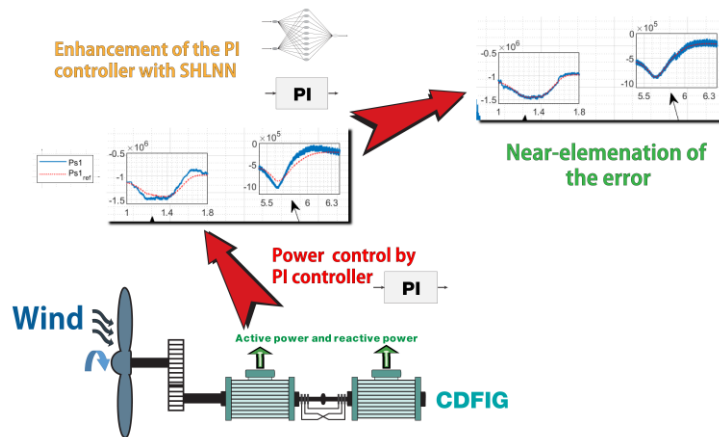 Enhancement of the PI
controller with SHLNN
PI
Ps1
Ps1ref
-0.5
×10^6
-1
-1.5
1 1.4 1.8
×10^5
0
-5
-10
5.6 6 6.3
-0.5
×10^6
-1
-1.5
1 1.4 1.8
×10^5
0
-5
-10
5.5 6 6.3
Near-elemenation of
the error
Power control by
PI controller
PI
Wind
Active power and reactive power
CDFIG